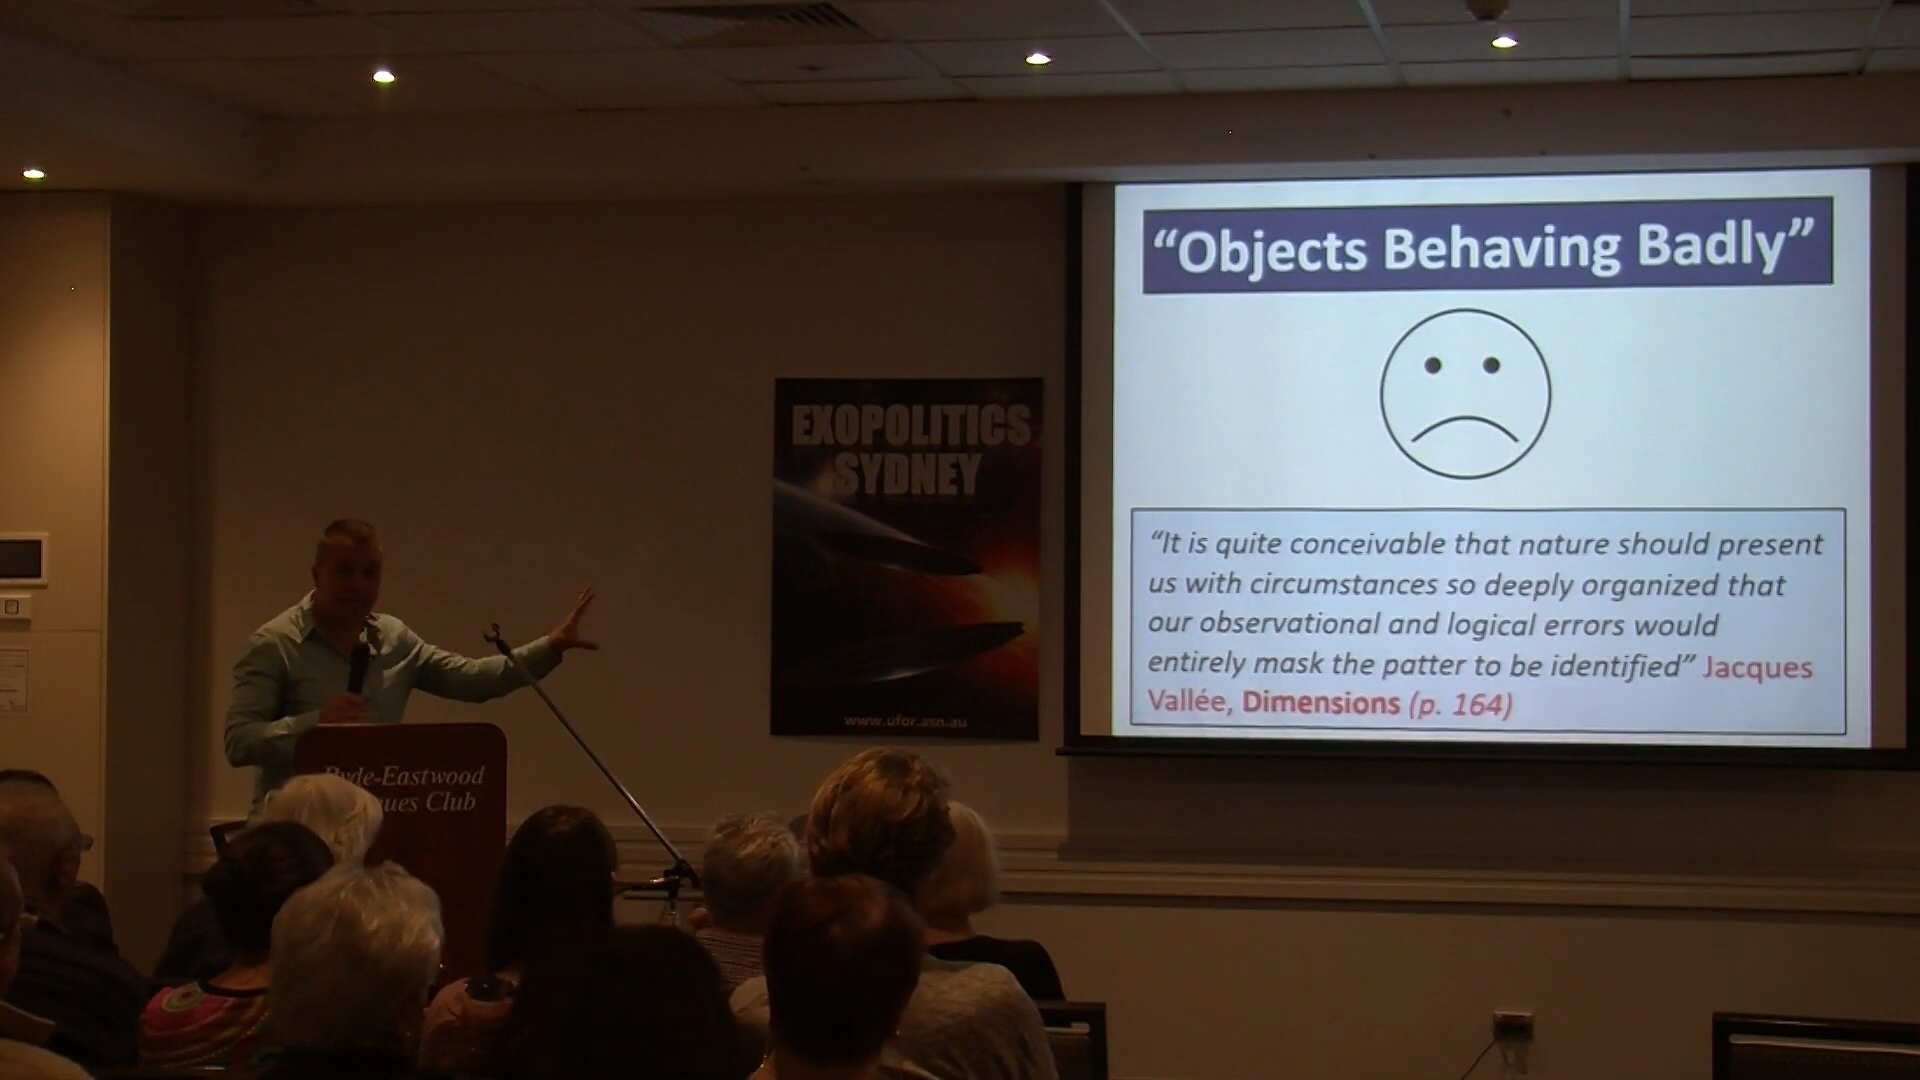 “Objects Behaving Badly”
“It is quite conceivable that nature should present
us with circumstances so deeply organized that
our observational and logical errors would
entirely mask the patter to be identified” Jacques
Vallée, Dimensions (p. 164)
EXOPOLITICS
SYDNEY
www.ufor.asn.au
Ryde-Eastwood
Club